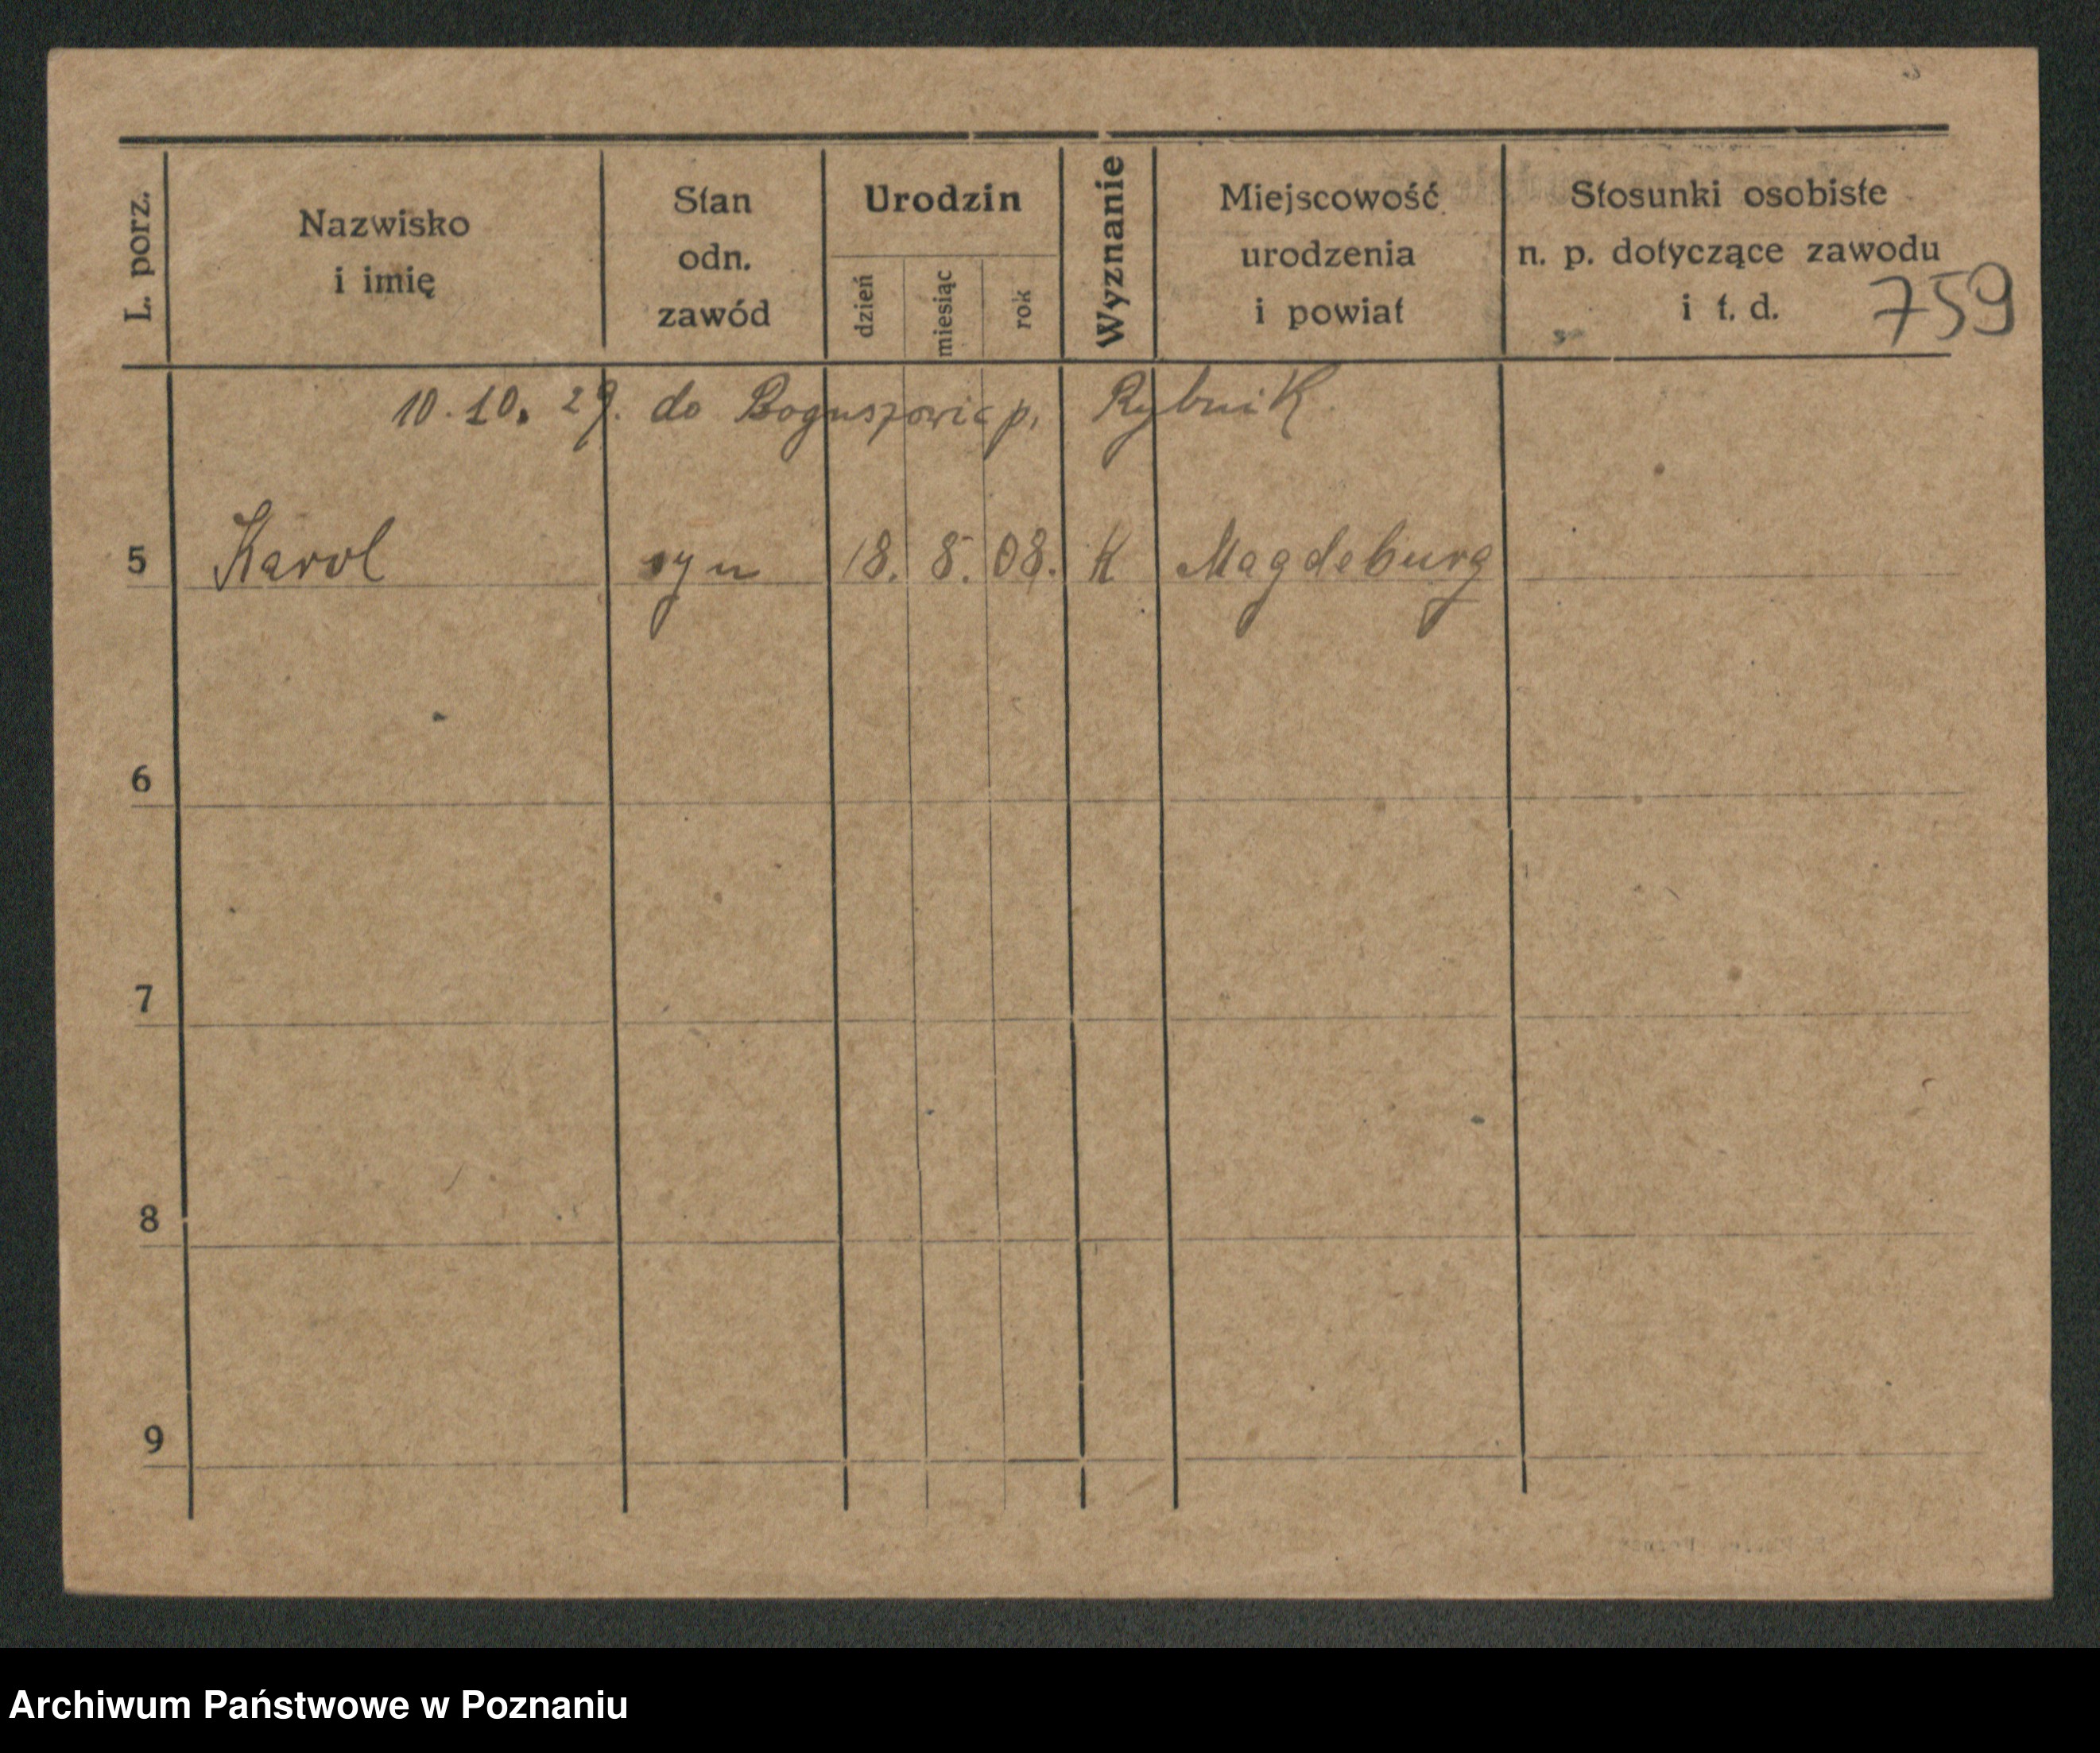 L. porz.
Nazwisko
i imię
Stan
odn.
zawód
Urodzin
dzień
miesiąc
rok
Wyznanie
Miejscowość
urodzenia
i powiat
Stosunki osobiste
n. p. dotyczące zawodu
i t. d.
759
10. 10. 29. do Boguszowic p. Rybnik
5 Karol syn 18. 8. 08. K Magdeburg
6
7
8
9
Archiwum Państwowe w Poznaniu